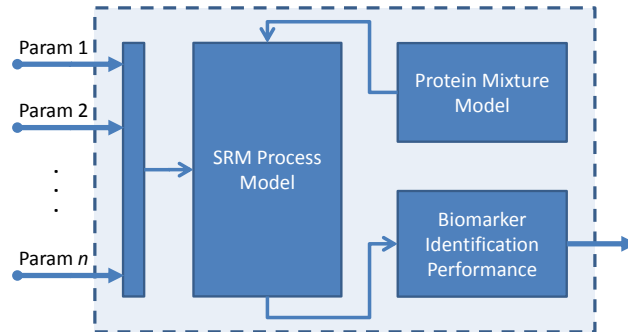 Param 1
Param 2
.
.
.
Param n
SRM Process
Model
Protein Mixture
Model
Biomarker
Identification
Performance